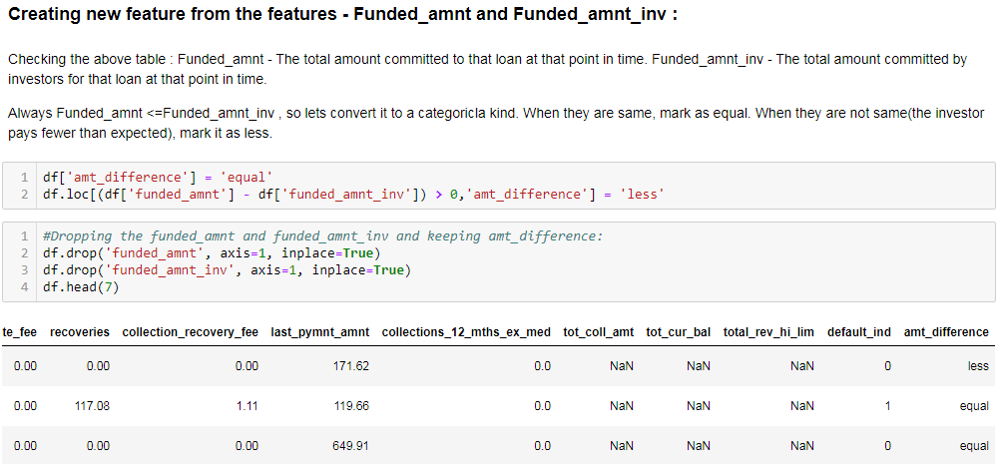 Creating new feature from the features - Funded_amnt and Funded_amnt_inv :
Checking the above table : Funded_amnt - The total amount committed to that loan at that point in time. Funded_amnt_inv - The total amount committed by
investors for that loan at that point in time.
Always Funded_amnt <=Funded_amnt_inv , so lets convert it to a categoricla kind. When they are same, mark as equal. When they are not same(the investor
pays fewer than expected), mark it as less.
1 df['amt_difference'] = 'equal'
2 df.loc[(df['funded_amnt'] - df['funded_amnt_inv']) > 0,'amt_difference'] = 'less'
1 #Dropping the funded_amnt and funded_amnt_inv and keeping amt_difference:
2 df.drop('funded_amnt', axis=1, inplace=True)
3 df.drop('funded_amnt_inv', axis=1, inplace=True)
4 df.head(7)
te_fee recoveries collection_recovery_fee last_pymnt_amnt collections_12_mths_ex_med tot_coll_amt tot_cur_bal total_rev_hi_lim default_ind amt_difference
0.00 0.00 0.00 171.62 0.0 NaN NaN NaN 0 less
0.00 117.08 1.11 119.66 0.0 NaN NaN NaN 1 equal
0.00 0.00 0.00 649.91 0.0 NaN NaN NaN 0 equal